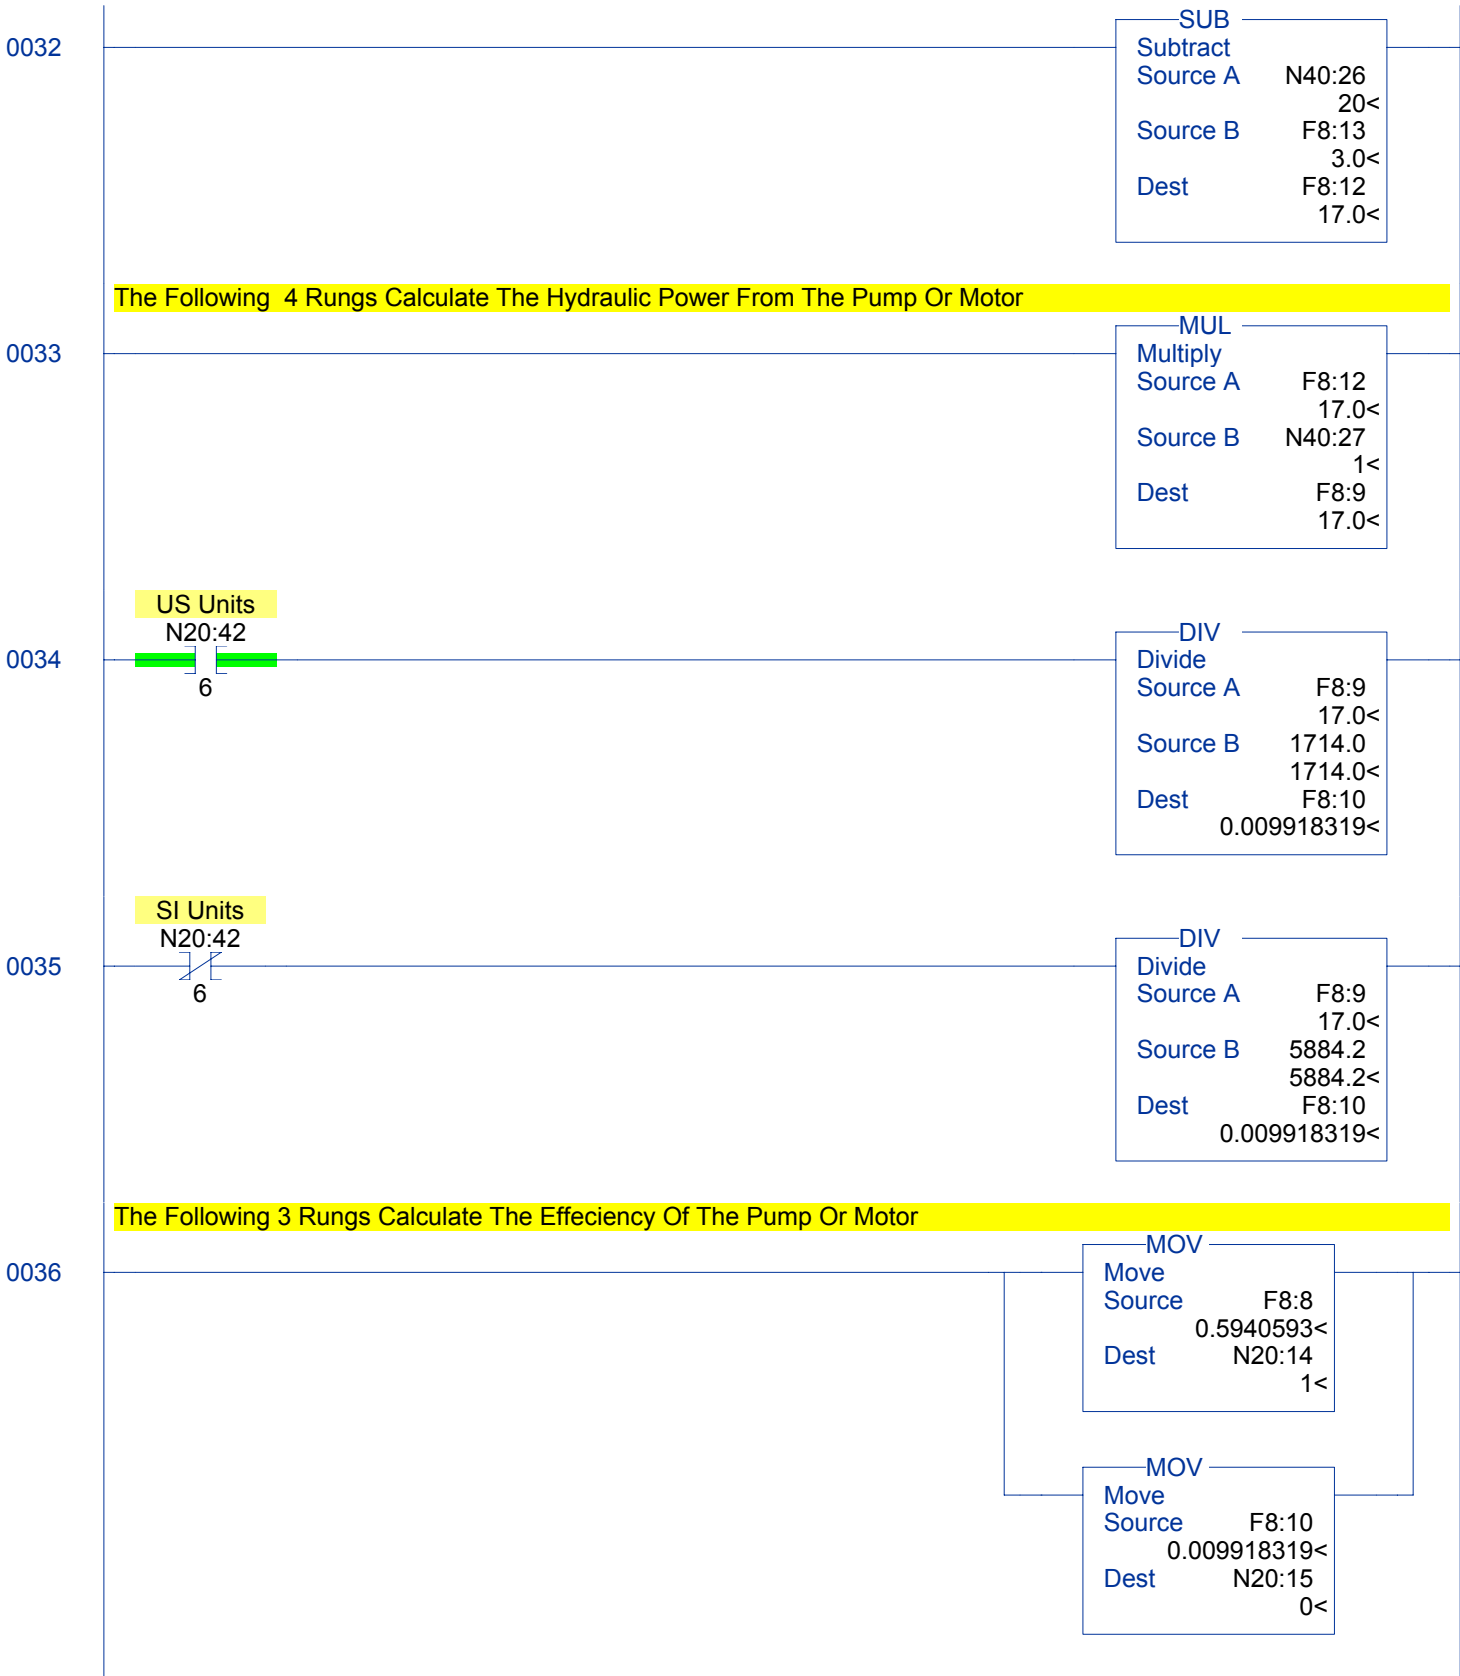 SUB
0032
Subtract
Source A N40:26
20<
Source B F8:13
3.0<
Dest F8:12
17.0<
The Following  4 Rungs Calculate The Hydraulic Power From The Pump Or Motor
MUL
0033
Multiply
Source A F8:12
17.0<
Source B N40:27
1<
Dest F8:9
17.0<
US Units
N20:42
6
DIV
0034
Divide
Source A F8:9
17.0<
Source B 1714.0
1714.0<
Dest F8:10
0.009918319<
SI Units
N20:42
6
DIV
0035
Divide
Source A F8:9
17.0<
Source B 5884.2
5884.2<
Dest F8:10
0.009918319<
The Following 3 Rungs Calculate The Effeciency Of The Pump Or Motor
MOV
0036
Move
Source F8:8
0.5940593<
Dest N20:14
1<
MOV
Move
Source F8:10
0.009918319<
Dest N20:15
0<